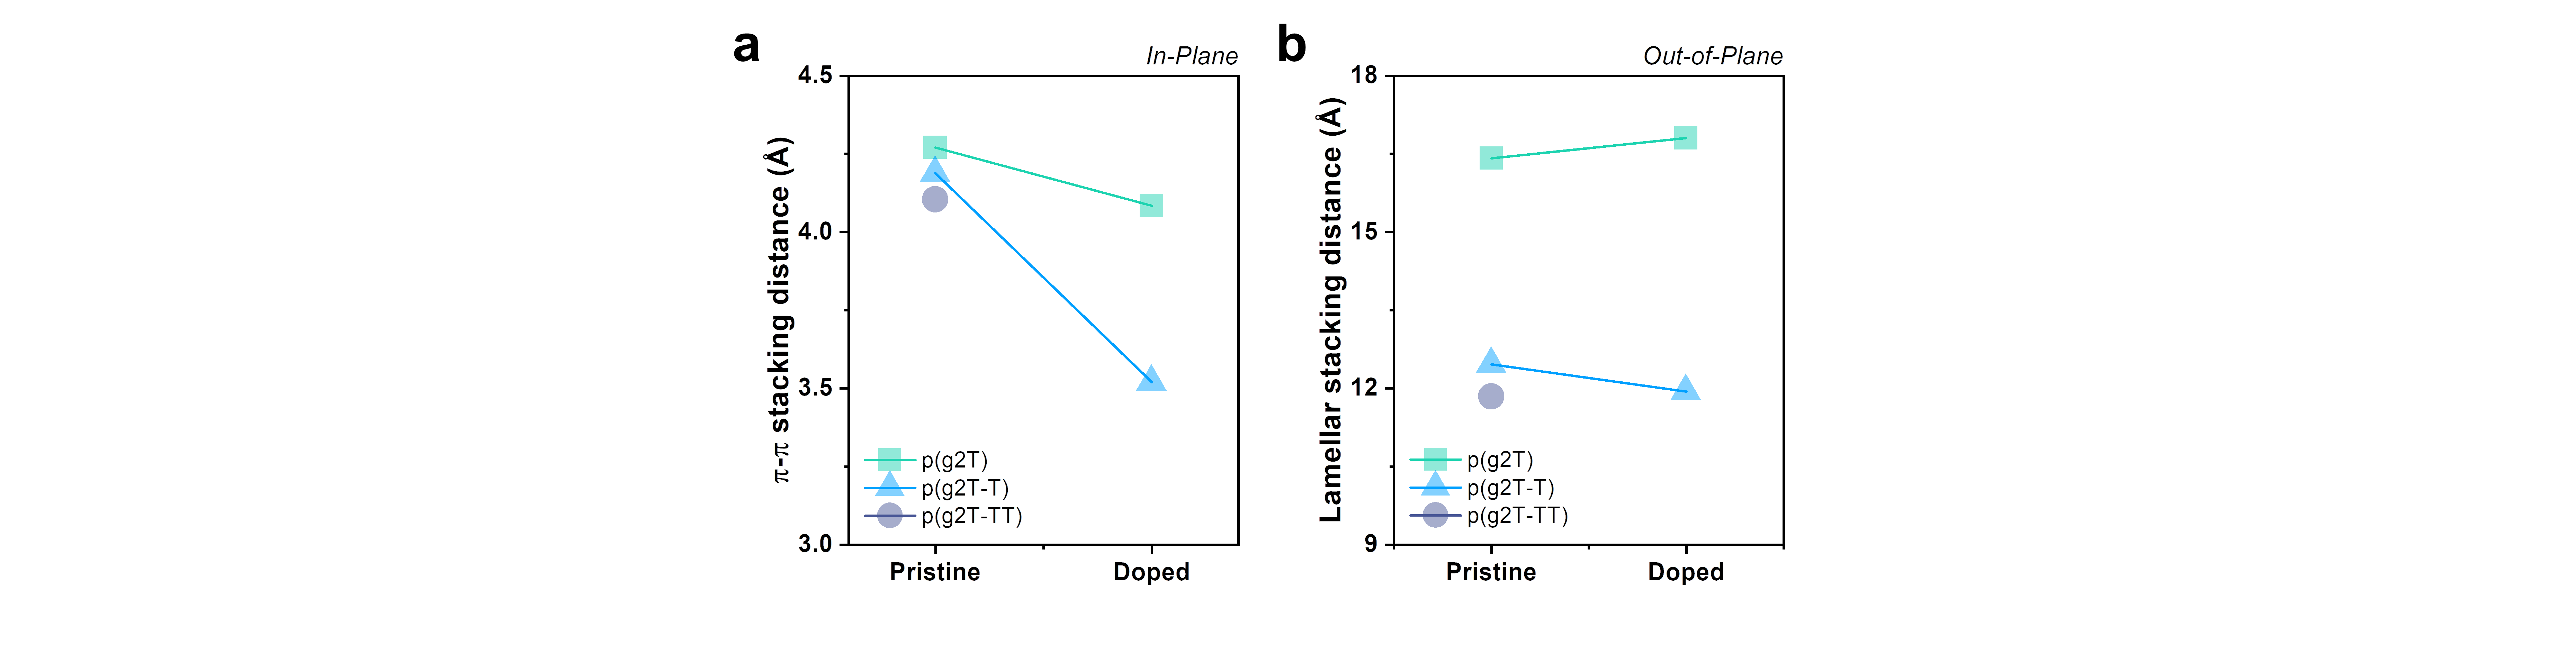 a
In-Plane
π-π stacking distance (Å)
4.5
4.0
3.5
3.0
p(g2T)
p(g2T-T)
p(g2T-TT)
Pristine
Doped
b
Out-of-Plane
Lamellar stacking distance (Å)
18
15
12
9
p(g2T)
p(g2T-T)
p(g2T-TT)
Pristine
Doped